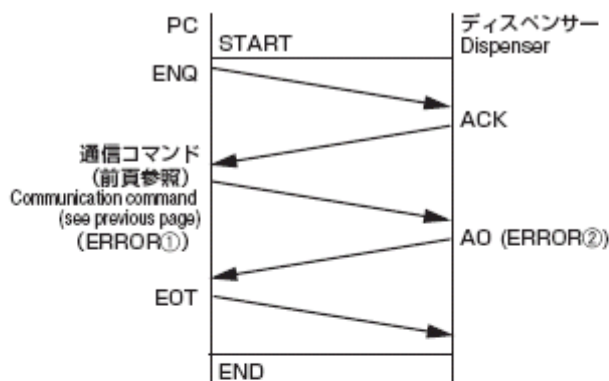 PC
ディスペンサー
Dispenser
START
ENQ
ACK
通信コマンド
(前頁参照)
Communication command
(see previous page)
(ERROR①)
AO (ERROR②)
EOT
END